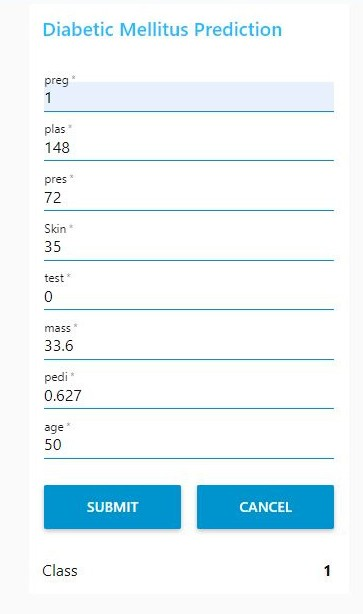 Diabetic Mellitus Prediction
preg *
1
plas *
148
pres *
72
Skin *
35
test *
0
mass *
33.6
pedi *
0.627
age *
50
SUBMIT CANCEL
Class 1